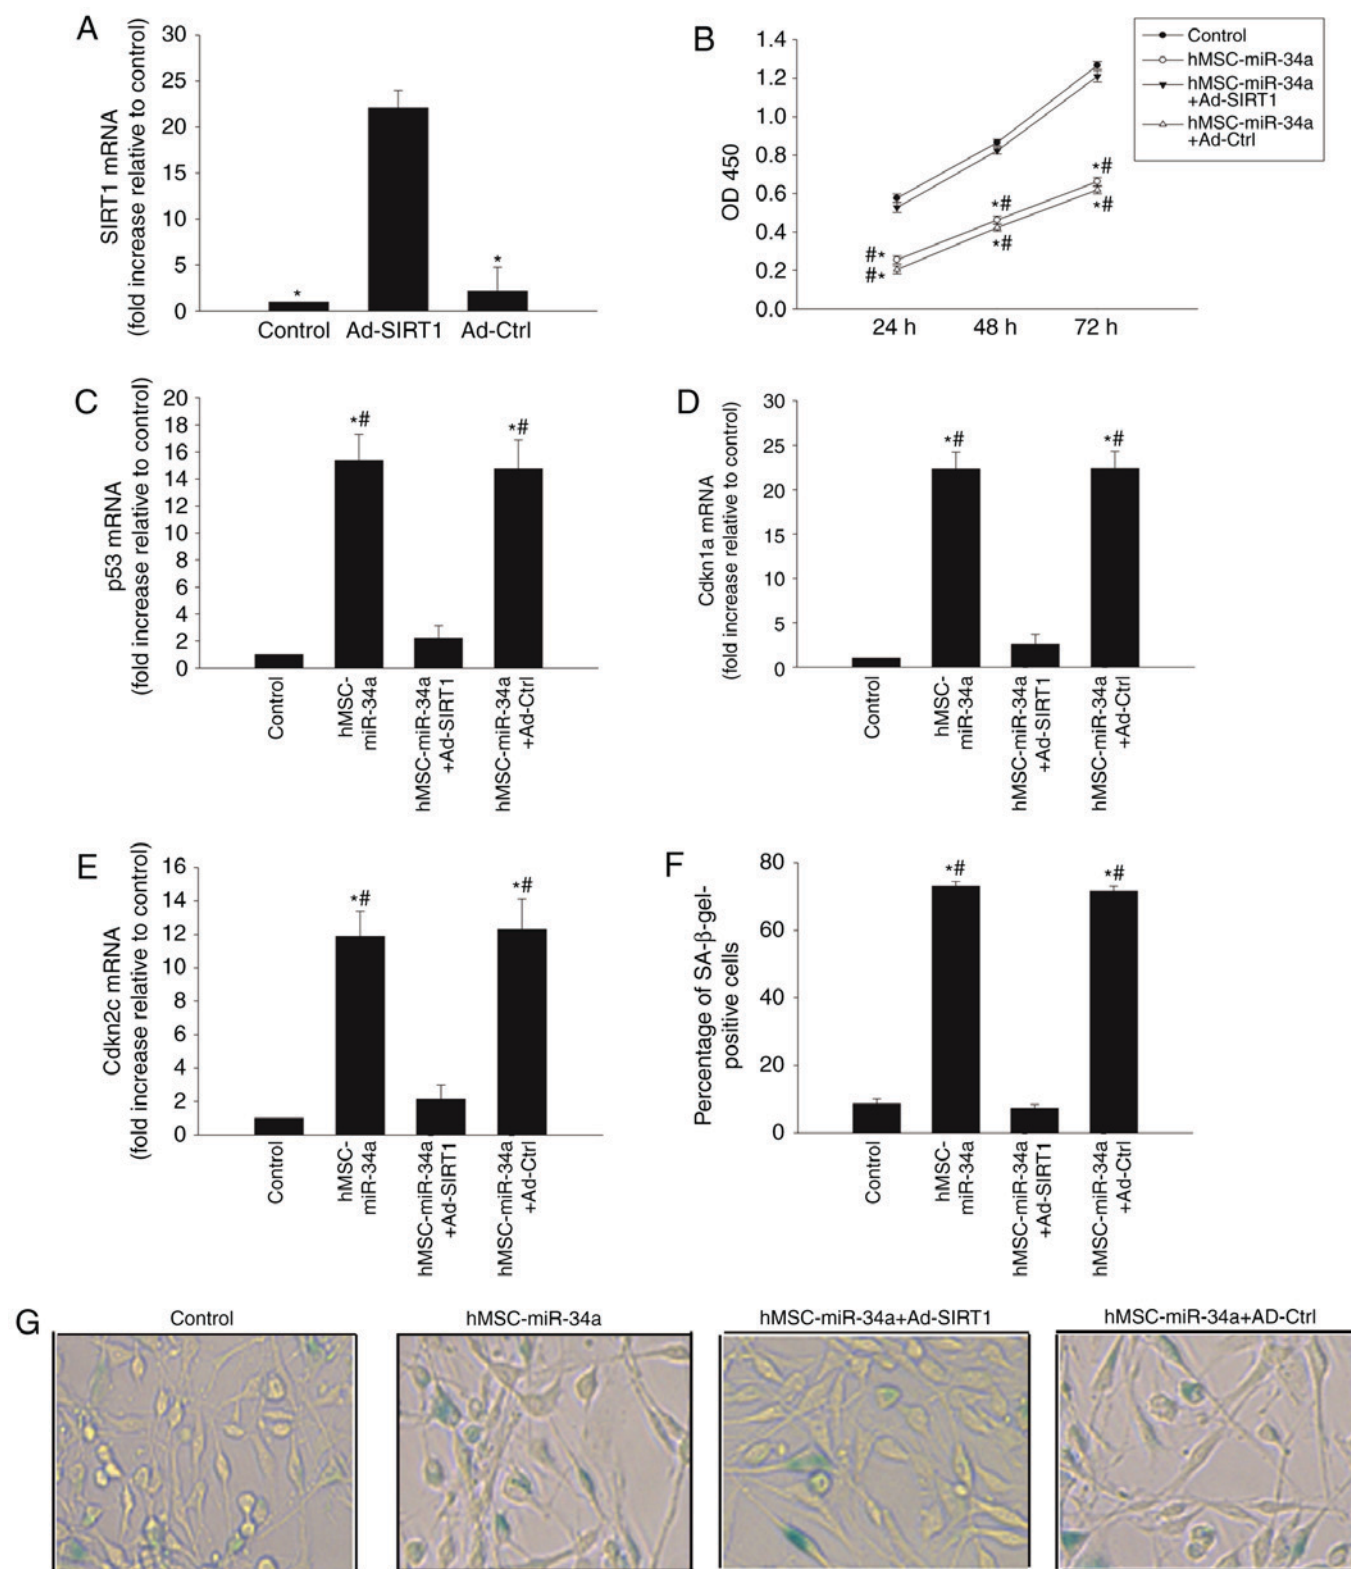 A
SIRT1 mRNA
(fold increase relative to control)
30
25
20
15
10
5
0
*
*
Control
Ad-SIRT1
Ad-Ctrl
B
OD 450
1.4
1.2
1.0
0.8
0.6
0.4
0.2
0.0
#*
#*
*#
*#
*#
*#
24 h
48 h
72 h
Control
hMSC-miR-34a
hMSC-miR-34a
+Ad-SIRT1
hMSC-miR-34a
+Ad-Ctrl
C
p53 mRNA
(fold increase relative to control)
20
18
16
14
12
10
8
6
4
2
0
*#
*#
Control
hMSC-
miR-34a
hMSC-miR-34a
+Ad-SIRT1
hMSC-miR-34a
+Ad-Ctrl
D
Cdkn1a mRNA
(fold increase relative to control)
30
25
20
15
10
5
0
*#
*#
Control
hMSC-
miR-34a
hMSC-miR-34a
+Ad-SIRT1
hMSC-miR-34a
+Ad-Ctrl
E
Cdkn2c mRNA
(fold increase relative to control)
16
14
12
10
8
6
4
2
0
*#
*#
Control
hMSC-
miR-34a
hMSC-miR-34a
+Ad-SIRT1
hMSC-miR-34a
+Ad-Ctrl
F
Percentage of SA-β-gel-
positive cells
80
60
40
20
0
*#
*#
Control
hMSC-
miR-34a
hMSC-miR-34a
+Ad-SIRT1
hMSC-miR-34a
+Ad-Ctrl
G
Control
hMSC-miR-34a
hMSC-miR-34a+Ad-SIRT1
hMSC-miR-34a+AD-Ctrl